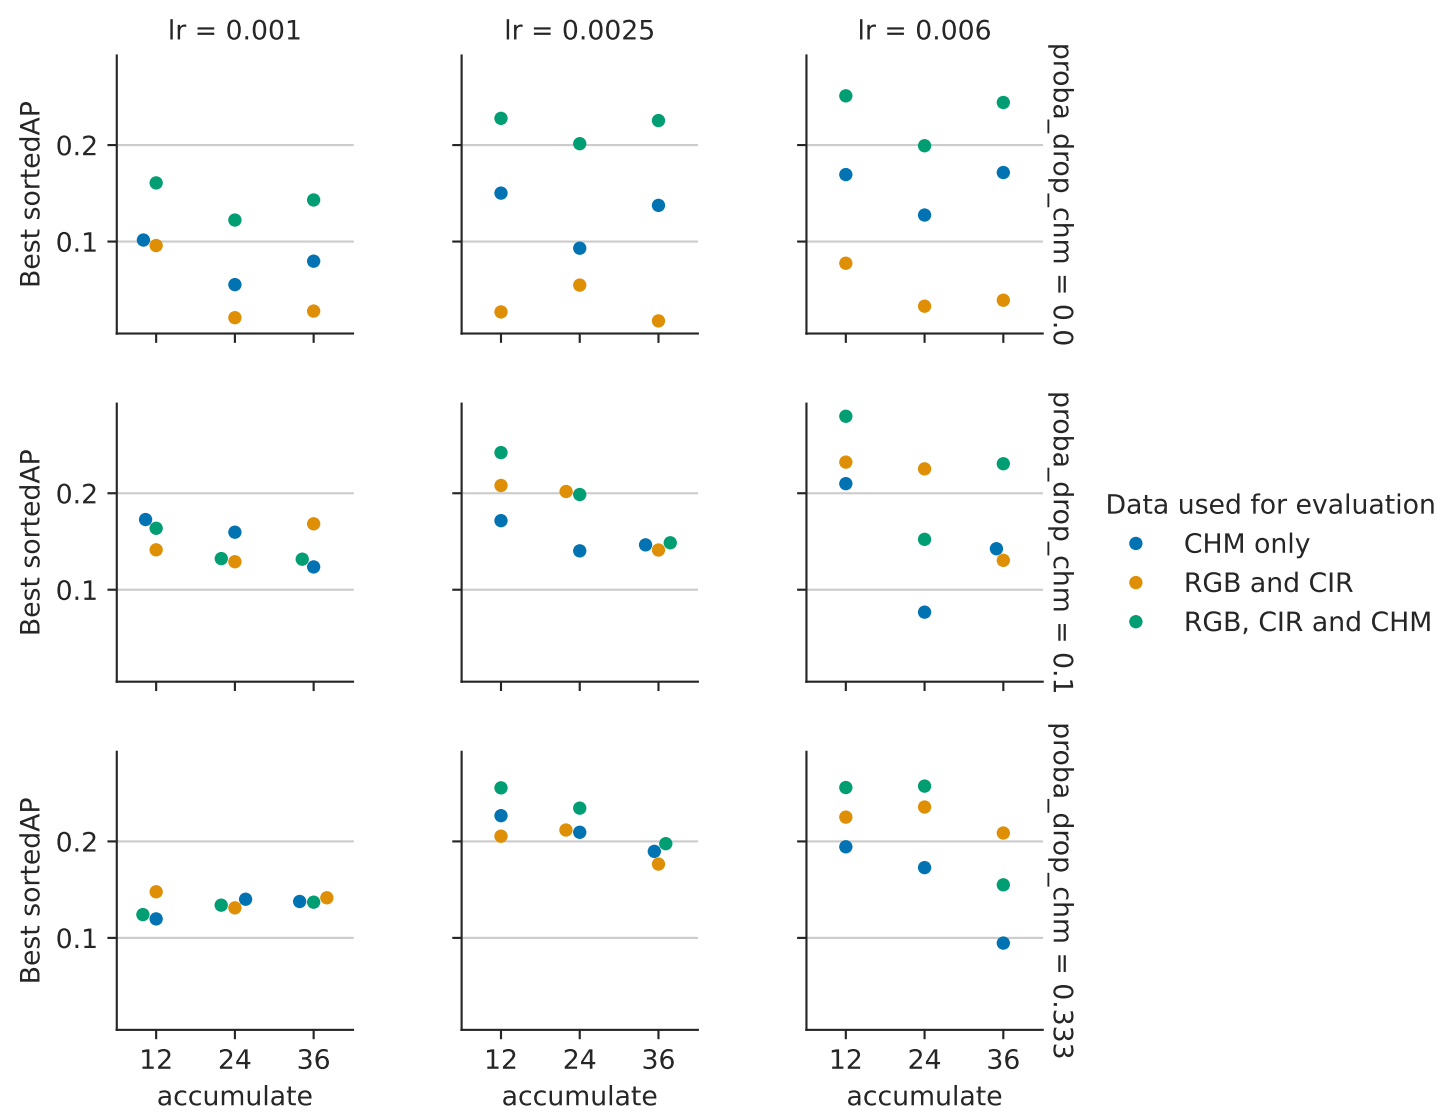 lr = 0.001
lr = 0.0025
lr = 0.006
Best sortedAP
0.2
0.1
proba_drop_chm = 0.0
Best sortedAP
0.2
0.1
proba_drop_chm = 0.1
Data used for evaluation
CHM only
RGB and CIR
RGB, CIR and CHM
Best sortedAP
0.2
0.1
proba_drop_chm = 0.333
12 24 36
12 24 36
12 24 36
accumulate
accumulate
accumulate